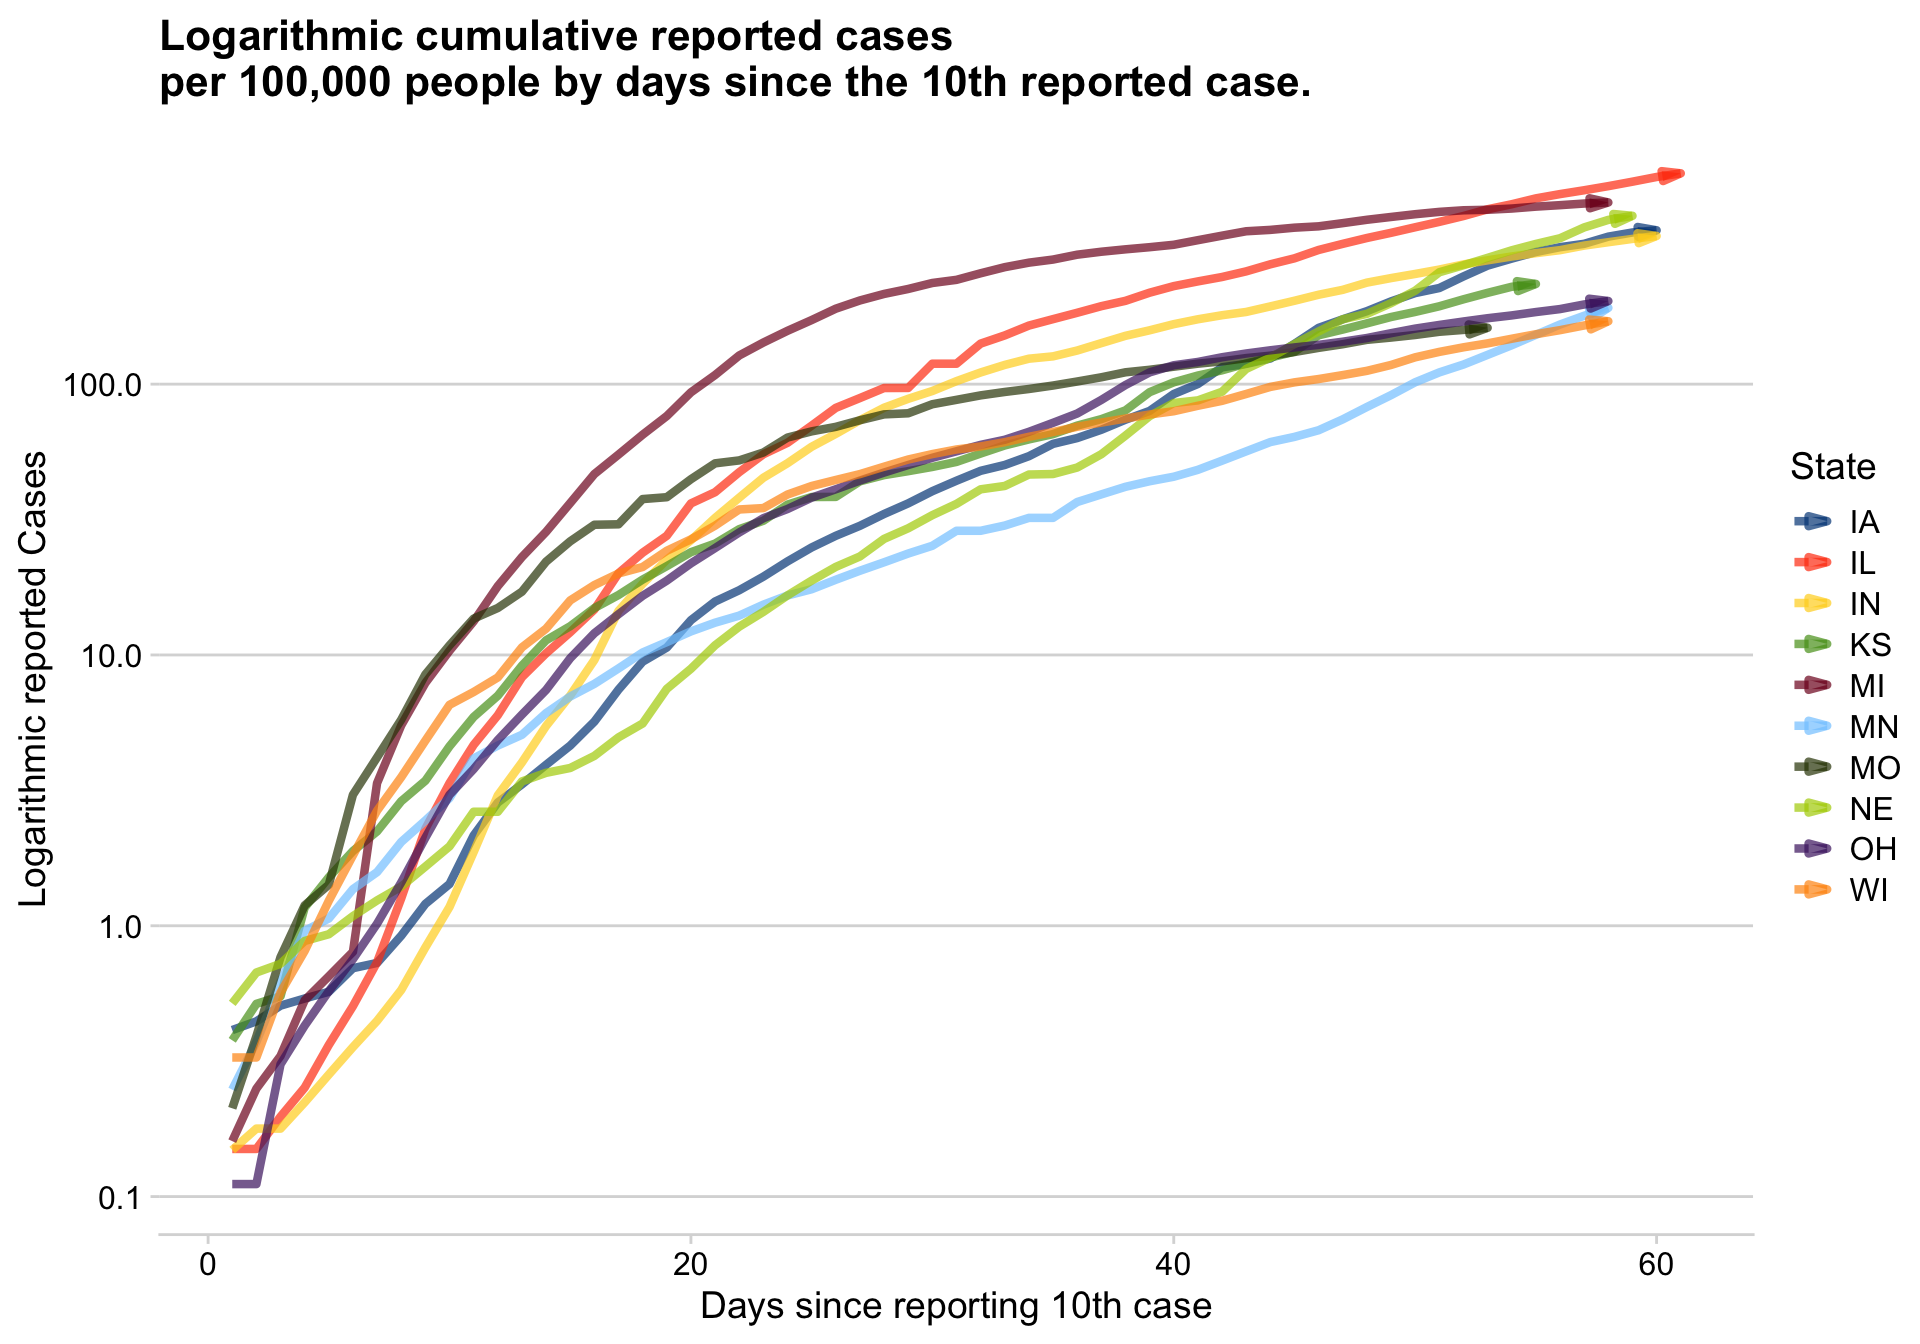 Logarithmic cumulative reported cases
per 100,000 people by days since the 10th reported case.
Logarithmic reported Cases
100.0
10.0
1.0
0.1
0
20
40
60
Days since reporting 10th case
State
IA
IL
IN
KS
MI
MN
MO
NE
OH
WI